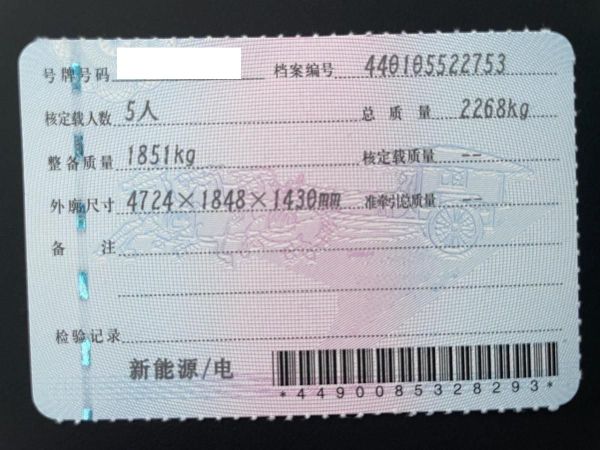 号牌号码 档案编号 440105522753
核定载人数 5人 总质量 2268kg
整备质量 1851kg 核定载质量 --
外廓尺寸 4724×1848×1430mm 准牵引总质量 --
备注
检验记录
新能源/电
*4490085328293*